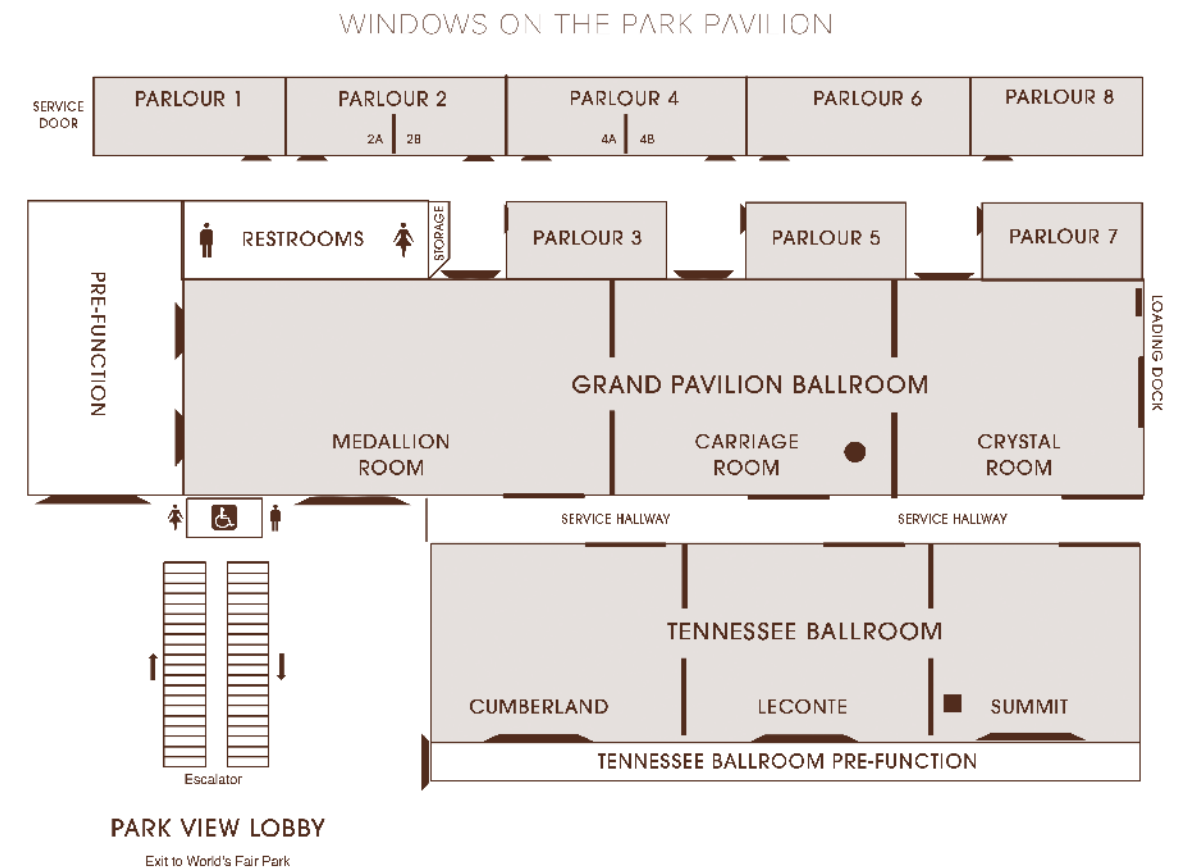 WINDOWS ON THE PARK PAVILION
SERVICE
DOOR
PARLOUR 1
PARLOUR 2
2A
2B
PARLOUR 4
4A
4B
PARLOUR 6
PARLOUR 8
PRE-FUNCTION
RESTROOMS
STORAGE
PARLOUR 3
PARLOUR 5
PARLOUR 7
LOADING DOCK
GRAND PAVILION BALLROOM
MEDALLION
ROOM
CARRIAGE
ROOM
CRYSTAL
ROOM
SERVICE HALLWAY
SERVICE HALLWAY
TENNESSEE BALLROOM
CUMBERLAND
LECONTE
SUMMIT
TENNESSEE BALLROOM PRE-FUNCTION
Escalator
PARK VIEW LOBBY
Exit to World's Fair Park